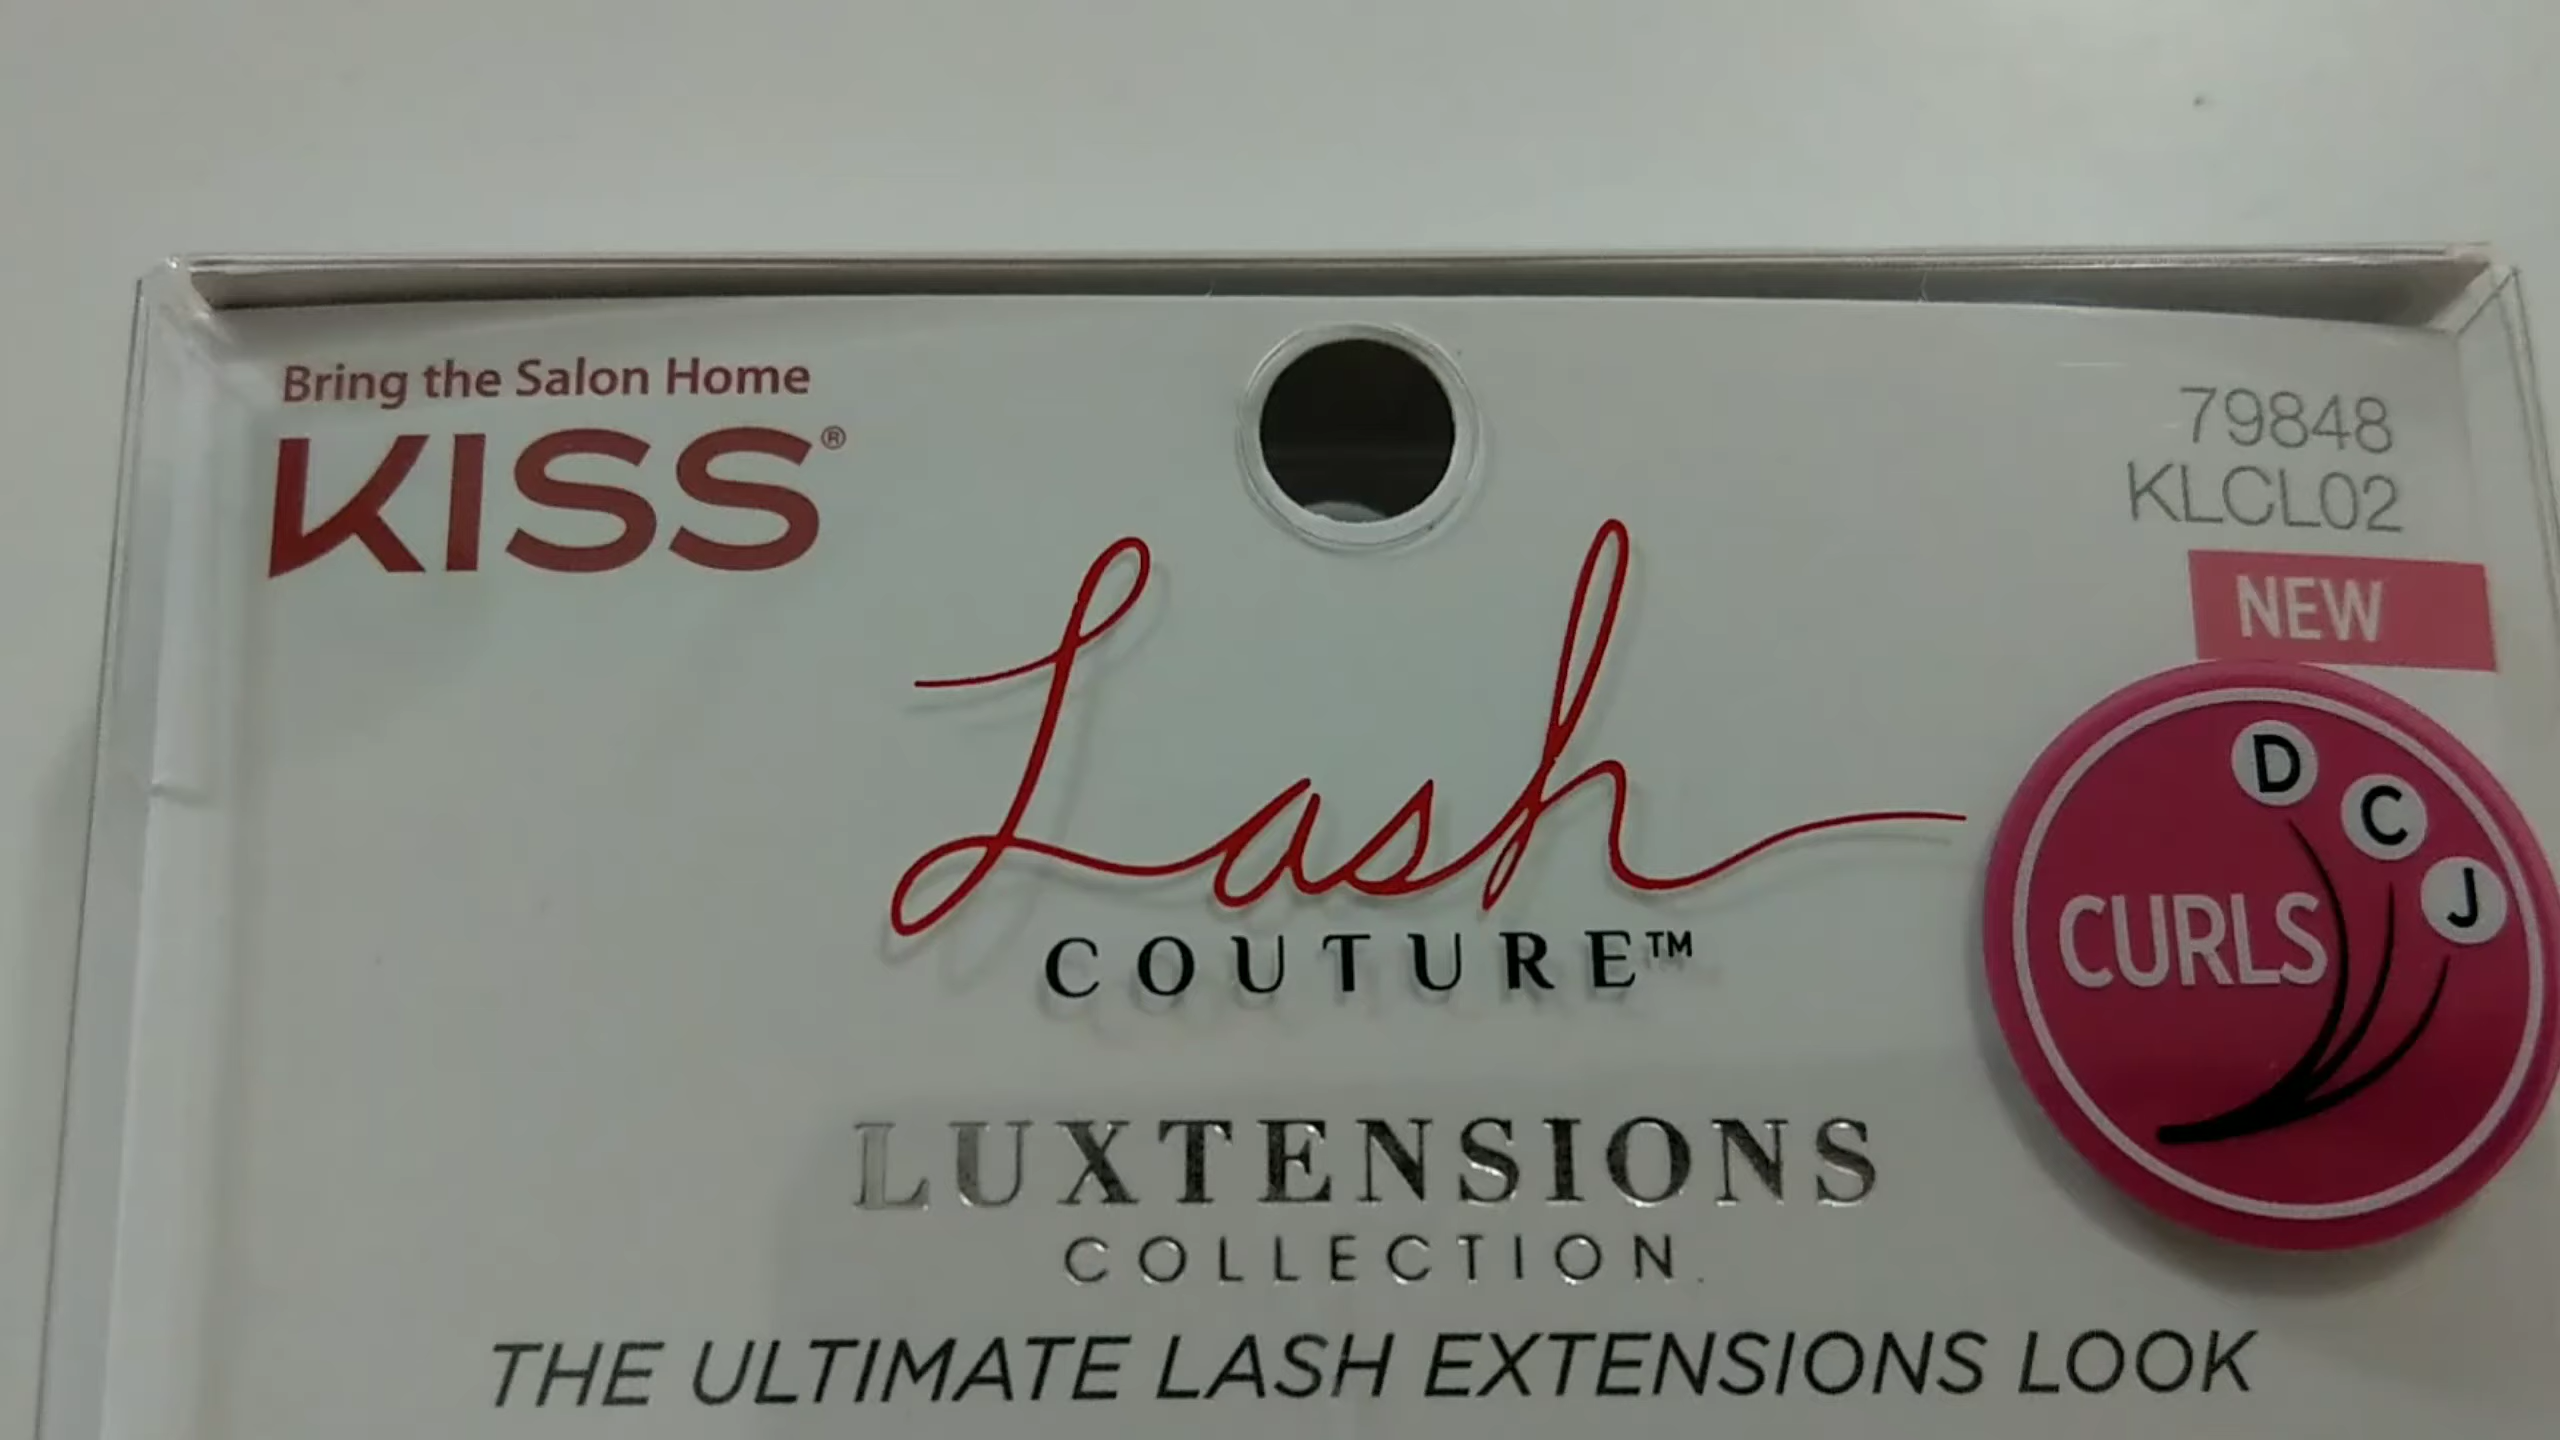 Bring the Salon Home
KISS®
79848
KLCL02
NEW
Lash
COUTURE™
D
C
J
CURLS
LUXTENSIONS
COLLECTION
THE ULTIMATE LASH EXTENSIONS LOOK